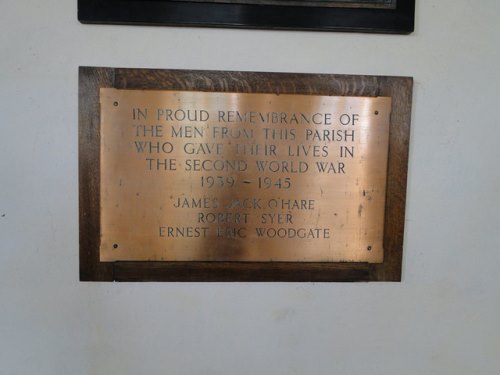 IN PROUD REMEMBRANCE OF
THE MEN FROM THIS PARISH
WHO GAVE THEIR LIVES IN
THE SECOND WORLD WAR
1939 - 1945
JAMES JACK O'HARE
ROBERT SYER
ERNEST ERIC WOODGATE